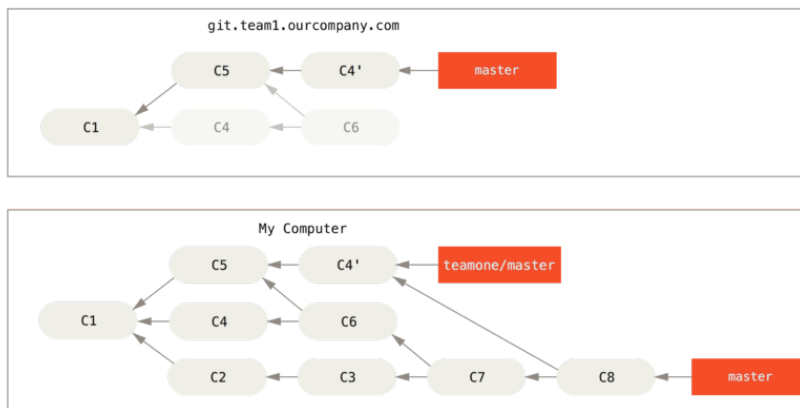 git.team1.ourcompany.com
C5 C4' master
C1 C4 C6
My Computer
C5 C4' teamone/master
C1 C4 C6
C2 C3 C7 C8 master